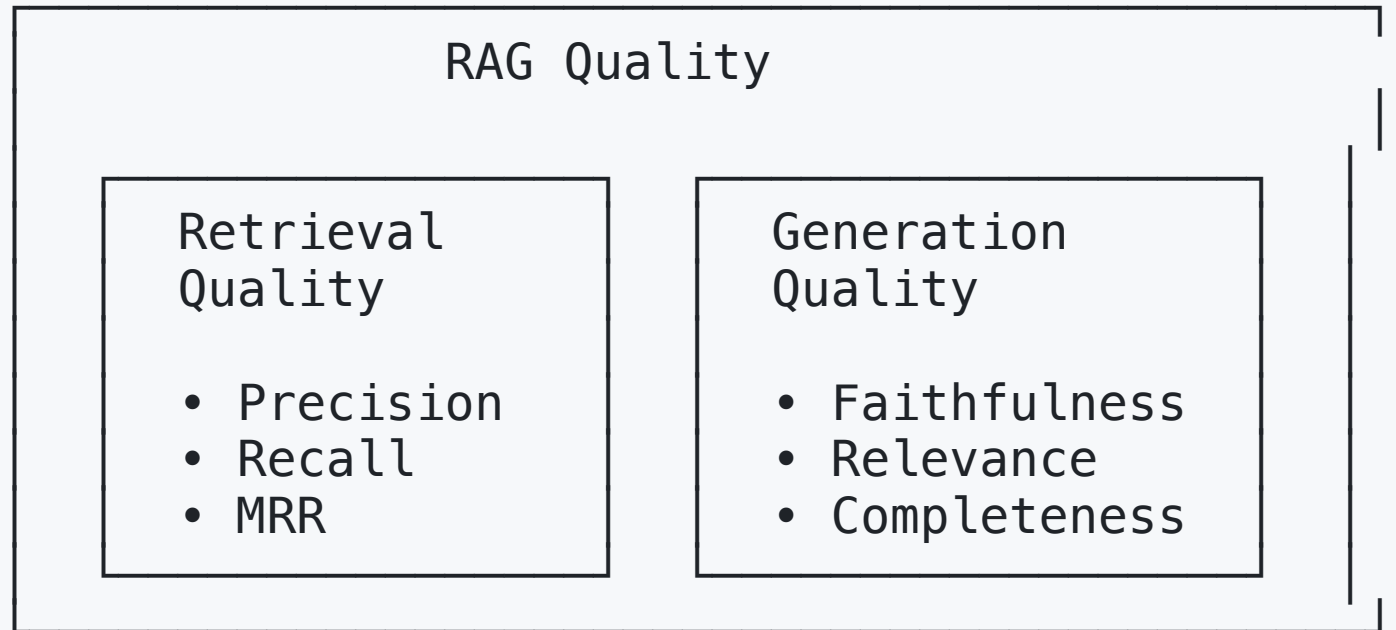 RAG Quality
Retrieval
Quality
• Precision
• Recall
• MRR
Generation
Quality
• Faithfulness
• Relevance
• Completeness